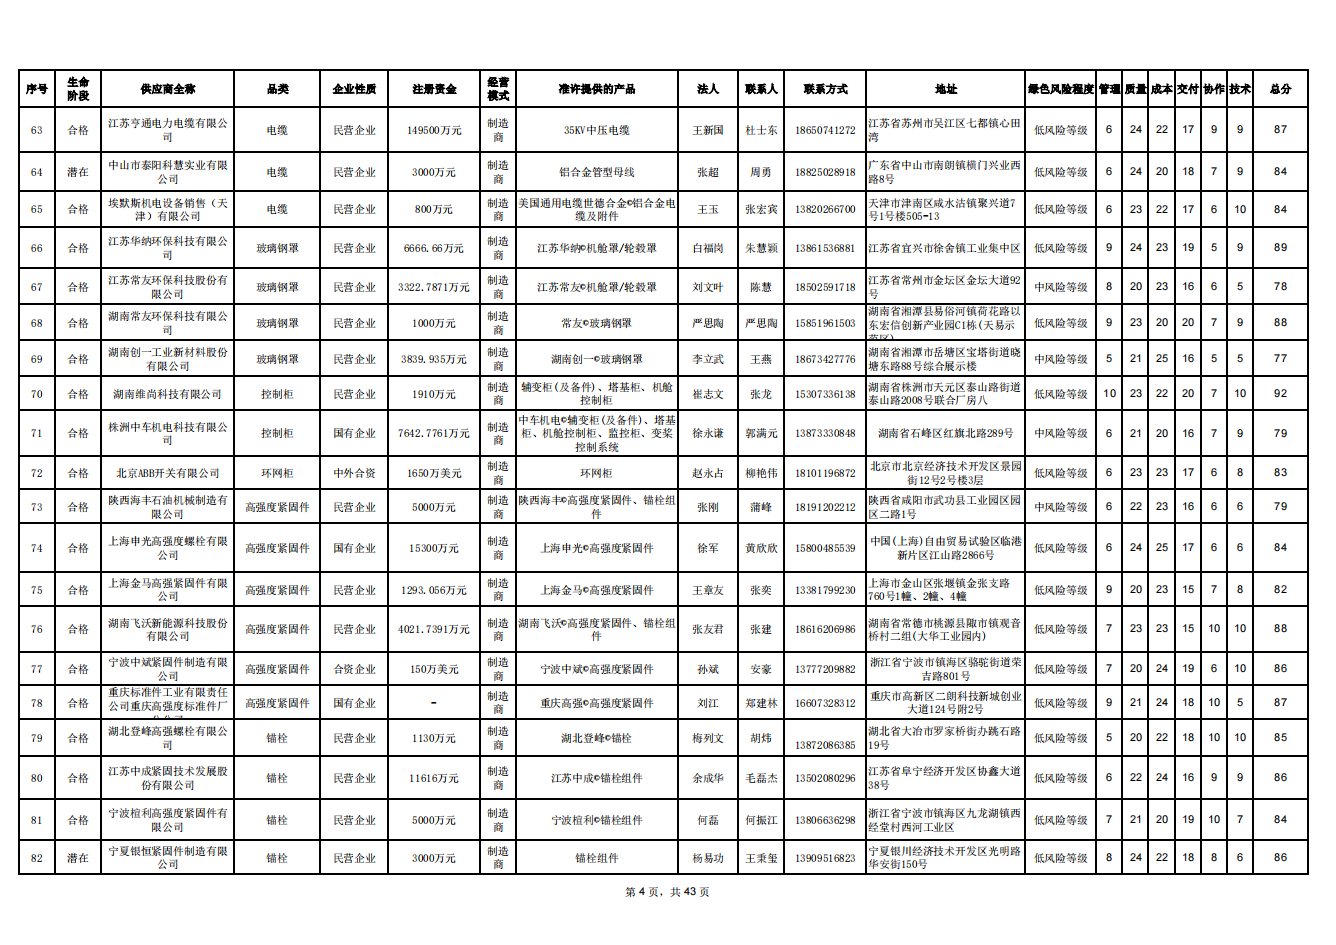 序号 生命阶段 供应商全称 品类 企业性质 注册资金 经营模式 准许提供的产品 法人 联系人 联系方式 地址 绿色风险程度 管理 质量 成本 交付 协作 技术 总分
63 合格 江苏亨通电力电缆有限公司 电缆 民营企业 149500万元 制造商 35KV中压电缆 王新国 杜士东 18650741272 江苏省苏州市吴江区七都镇心田湾 低风险等级 6 24 22 17 9 9 87
64 潜在 中山市泰阳科慧实业有限公司 电缆 民营企业 3000万元 制造商 铝合金管型母线 张超 周勇 18825028918 广东省中山市南朗镇横门兴业西路8号 低风险等级 6 24 20 18 7 9 84
65 合格 埃默斯机电设备销售（天津）有限公司 电缆 民营企业 800万元 制造商 美国通用电缆世德合金©铝合金电缆及附件 王玉 张宏宾 13820266700 天津市津南区咸水沽镇聚兴道7号1号楼505-13 低风险等级 6 23 22 17 6 10 84
66 合格 江苏华纳环保科技有限公司 玻璃钢罩 民营企业 6666.66万元 制造商 江苏华纳©机舱罩/轮毂罩 白福岗 朱慧颖 13861536881 江苏省宜兴市徐舍镇工业集中区 低风险等级 9 24 23 19 5 9 89
67 合格 江苏常友环保科技股份有限公司 玻璃钢罩 民营企业 3322.7871万元 制造商 江苏常友©机舱罩/轮毂罩 刘文叶 陈慧 18502591718 江苏省常州市金坛区金坛大道92号 中风险等级 8 20 23 16 6 5 78
68 合格 湖南常友环保科技有限公司 玻璃钢罩 民营企业 1000万元 制造商 常友©玻璃钢罩 严思陶 严思陶 15851961503 湖南省湘潭县易俗河镇荷花路以东宏信创新产业园C1栋(天易示范区) 低风险等级 9 23 20 20 7 9 88
69 合格 湖南创一工业新材料股份有限公司 玻璃钢罩 民营企业 3839.935万元 制造商 湖南创一©玻璃钢罩 李立武 王燕 18673427776 湖南省湘潭市岳塘区宝塔街道晓塘东路88号综合展示楼 中风险等级 5 21 25 16 5 5 77
70 合格 湖南维尚科技有限公司 控制柜 民营企业 1910万元 制造商 辅变柜(及备件)、塔基柜、机舱控制柜 崔志文 张龙 15307336138 湖南省株洲市天元区泰山路街道泰山路2008号联合厂房八 低风险等级 10 23 22 20 7 10 92
71 合格 株洲中车机电科技有限公司 控制柜 国有企业 7642.7761万元 制造商 中车机电©辅变柜(及备件)、塔基柜、机舱控制柜、监控柜、变桨控制系统 徐永谦 郭满元 13873330848 湖南省石峰区红旗北路289号 中风险等级 6 21 20 16 7 9 79
72 合格 北京ABB开关有限公司 环网柜 中外合资 1650万美元 制造商 环网柜 赵永占 柳艳伟 18101196872 北京市北京经济技术开发区景园街12号2号楼3层 低风险等级 6 23 23 17 6 8 83
73 合格 陕西海丰石油机械制造有限公司 高强度紧固件 民营企业 5000万元 制造商 陕西海丰©高强度紧固件、锚栓组件 张刚 蒲峰 18191202212 陕西省咸阳市武功县工业园区园区二路1号 中风险等级 6 22 23 16 6 6 79
74 合格 上海申光高强度螺栓有限公司 高强度紧固件 国有企业 15300万元 制造商 上海申光©高强度紧固件 徐军 黄欣欣 15800485539 中国(上海)自由贸易试验区临港新片区江山路2866号 低风险等级 6 24 25 17 6 6 84
75 合格 上海金马高强紧固件有限公司 高强度紧固件 民营企业 1293.056万元 制造商 上海金马©高强度紧固件 王章友 张奕 13381799230 上海市金山区张堰镇金张支路760号1幢、2幢、4幢 低风险等级 9 20 23 15 7 8 82
76 合格 湖南飞沃新能源科技股份有限公司 高强度紧固件 民营企业 4021.7391万元 制造商 湖南飞沃©高强度紧固件、锚栓组件 张友君 张建 18616206986 湖南省常德市桃源县陬市镇观音桥村二组(大华工业园内) 低风险等级 7 23 23 15 10 10 88
77 合格 宁波中斌紧固件制造有限公司 高强度紧固件 合资企业 150万美元 制造商 宁波中斌©高强度紧固件 孙斌 安豪 13777209882 浙江省宁波市镇海区骆驼街道荣吉路801号 低风险等级 7 20 24 19 6 10 86
78 合格 重庆标准件工业有限责任公司重庆高强度标准件厂分公司 高强度紧固件 国有企业 - 制造商 重庆高强©高强度紧固件 刘江 郑建林 16607328312 重庆市高新区二朗科技新城创业大道124号附2号 低风险等级 9 21 24 18 10 5 87
79 合格 湖北登峰高强螺栓有限公司 锚栓 民营企业 1130万元 制造商 湖北登峰©锚栓 梅列文 胡炜 13872086385 湖北省大冶市罗家桥街办跳石路19号 低风险等级 5 20 22 18 10 10 85
80 合格 江苏中成紧固技术发展股份有限公司 锚栓 民营企业 11616万元 制造商 江苏中成©锚栓组件 余成华 毛磊杰 13502080296 江苏省阜宁经济开发区协鑫大道38号 低风险等级 6 22 24 16 9 9 86
81 合格 宁波楦利高强度紧固件有限公司 锚栓 民营企业 5000万元 制造商 宁波楦利©锚栓组件 何磊 何振江 13806636298 浙江省宁波市镇海区九龙湖镇西经堂村西河工业区 低风险等级 7 21 20 19 10 7 84
82 潜在 宁夏银恒紧固件制造有限公司 锚栓 民营企业 3000万元 制造商 锚栓组件 杨易功 王秉玺 13909516823 宁夏银川经济技术开发区光明路华安街150号 低风险等级 8 24 22 18 8 6 86
第 4 页，共 43 页